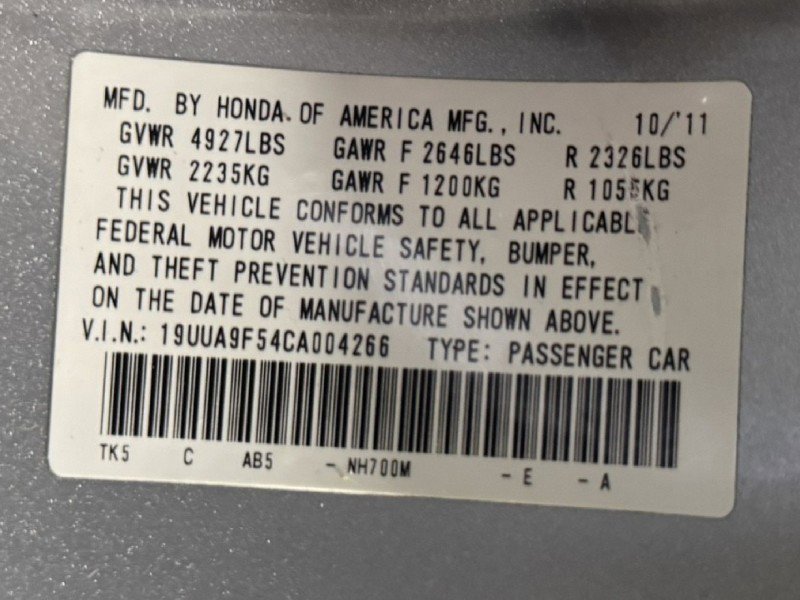 MFD. BY HONDA OF AMERICA MFG., INC. 10/'11
GVWR 4927LBS GAWR F 2646LBS R 2326LBS
GVWR 2235KG GAWR F 1200KG R 1055KG
THIS VEHICLE CONFORMS TO ALL APPLICABLE
FEDERAL MOTOR VEHICLE SAFETY, BUMPER,
AND THEFT PREVENTION STANDARDS IN EFFECT
ON THE DATE OF MANUFACTURE SHOWN ABOVE.
V.I.N.: 19UUA9F54CA004266 TYPE: PASSENGER CAR
TK5 C AB5 - NH700M - E - A